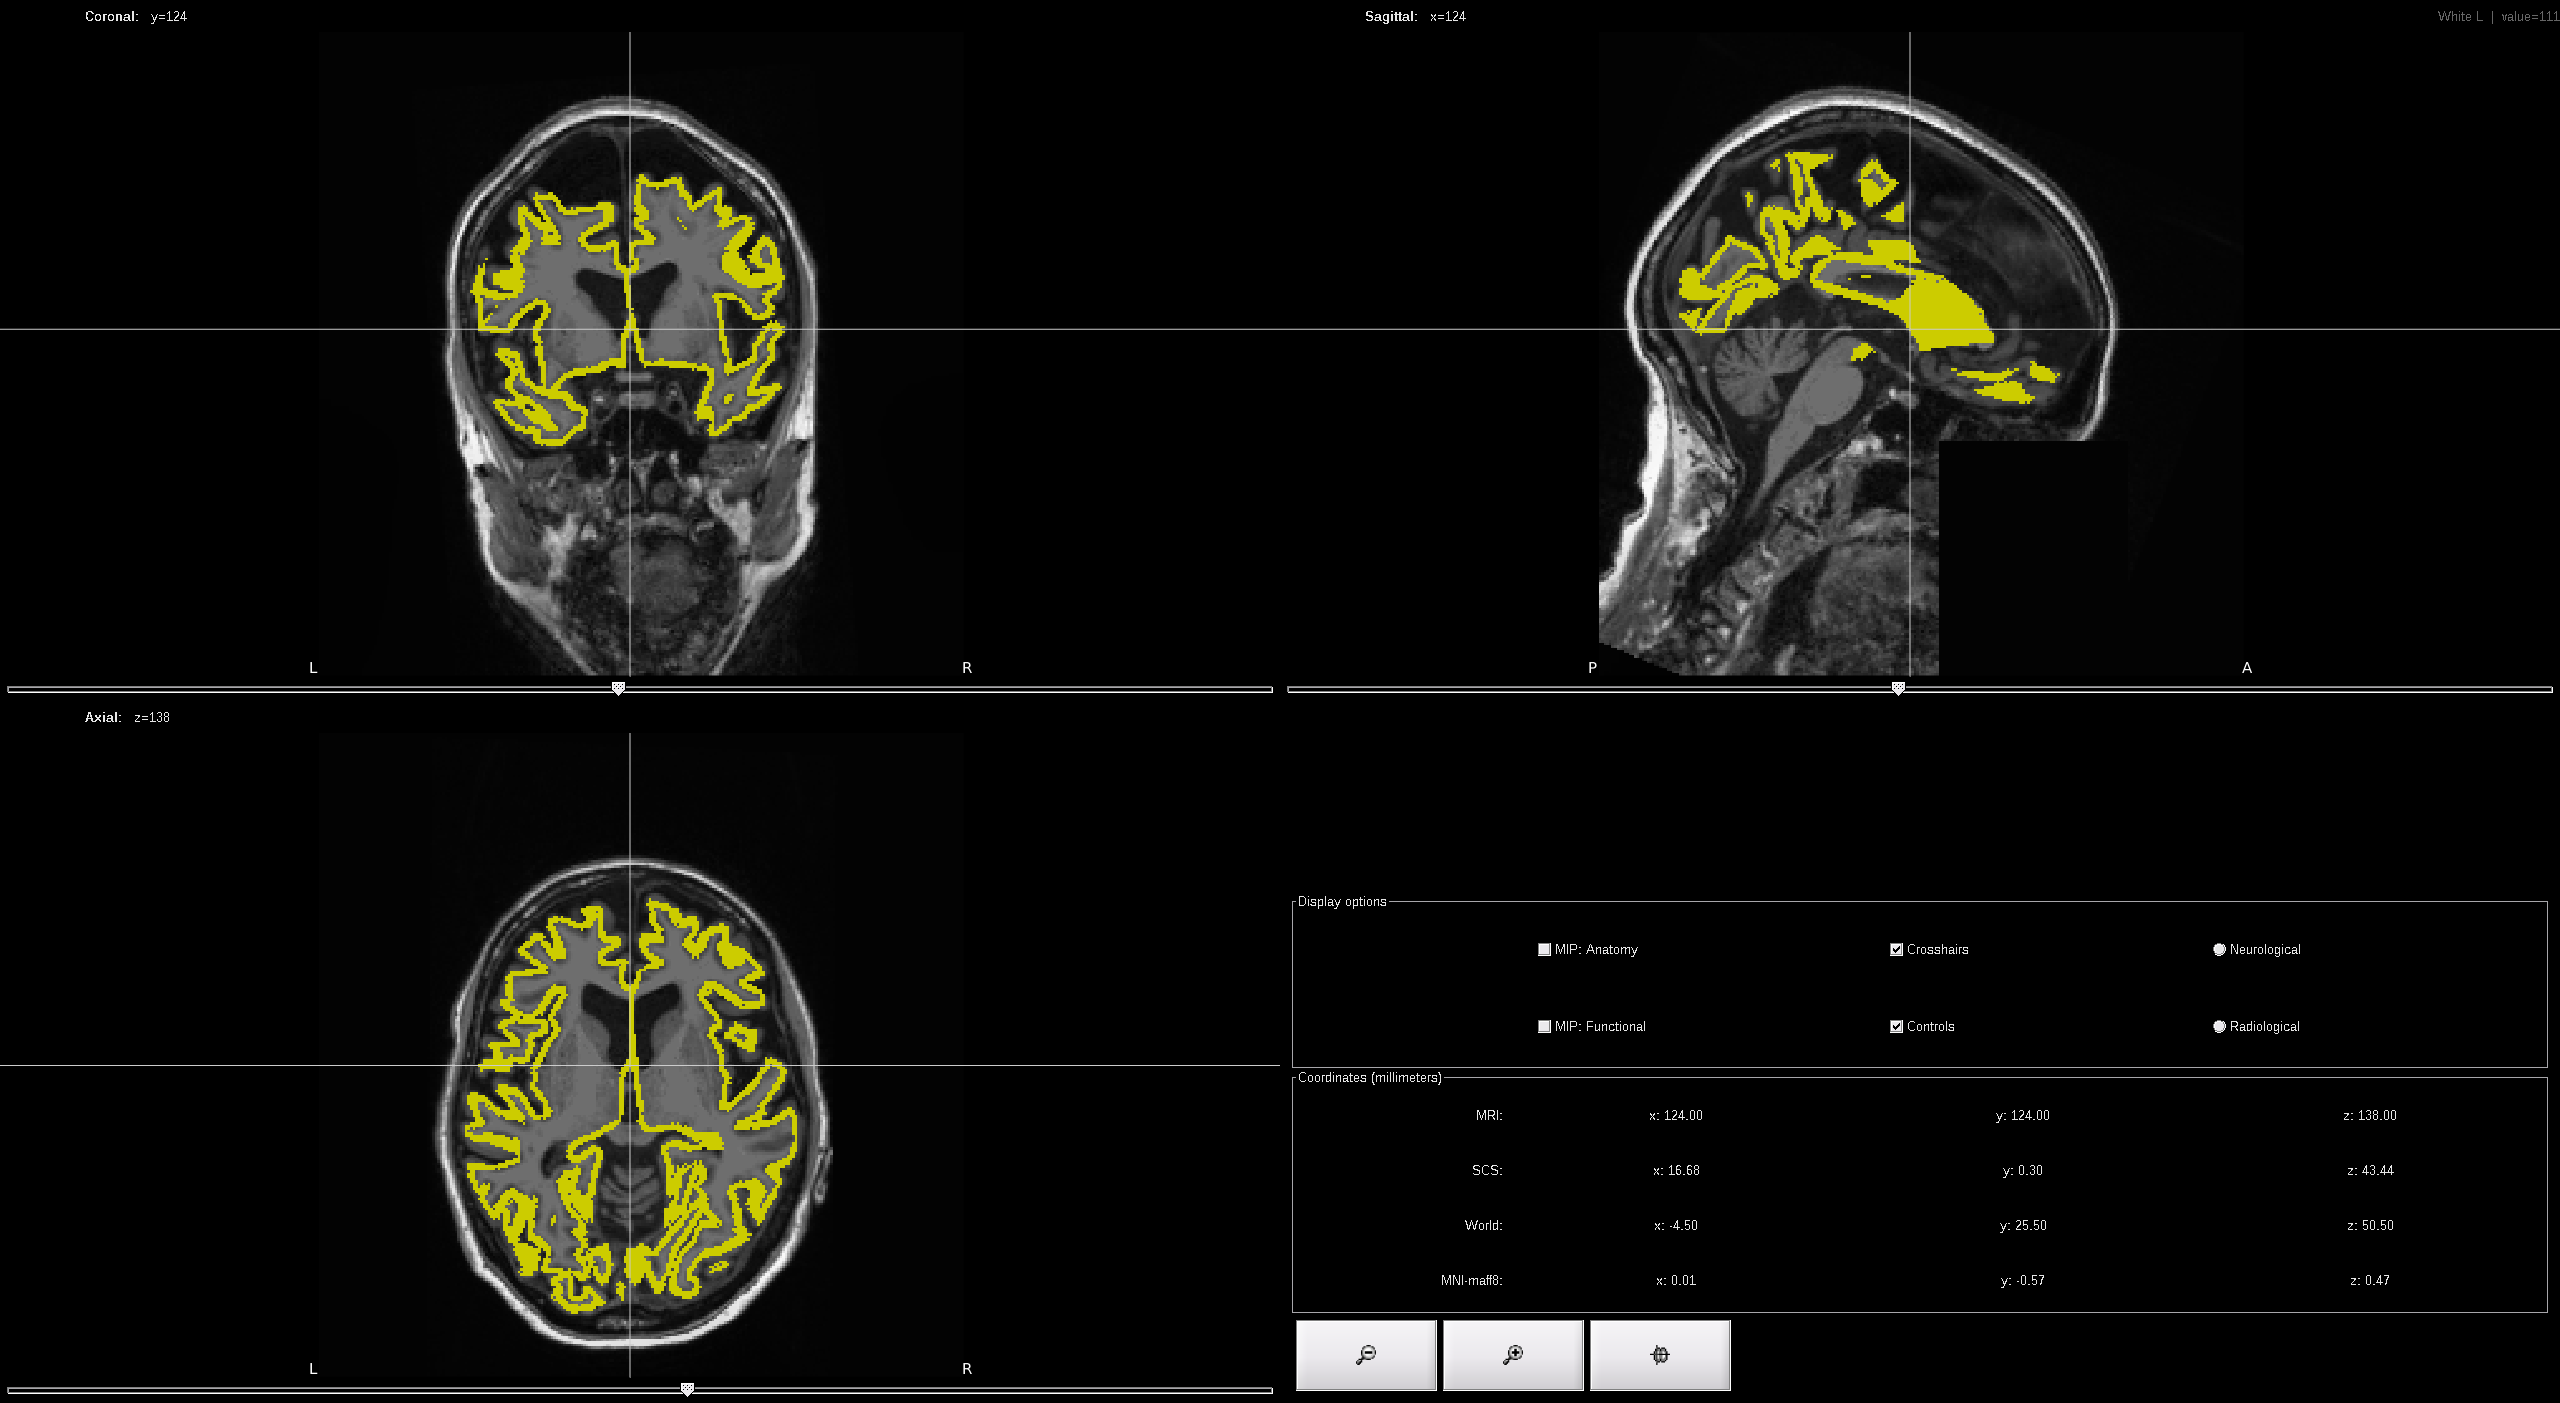 Coronal: y=124
Sagittal: x=124
White L | value=111
L R
P A
Axial: z=138
Display options
MIP: Anatomy Crosshairs Neurological
MIP: Functional Controls Radiological
Coordinates (millimeters)
MRI: x: 124.00 y: 124.00 z: 138.00
SCS: x: 16.68 y: 0.30 z: 43.44
World: x: -4.50 y: 25.50 z: 50.50
MNI-maff8: x: 0.01 y: -0.57 z: 0.47
L R